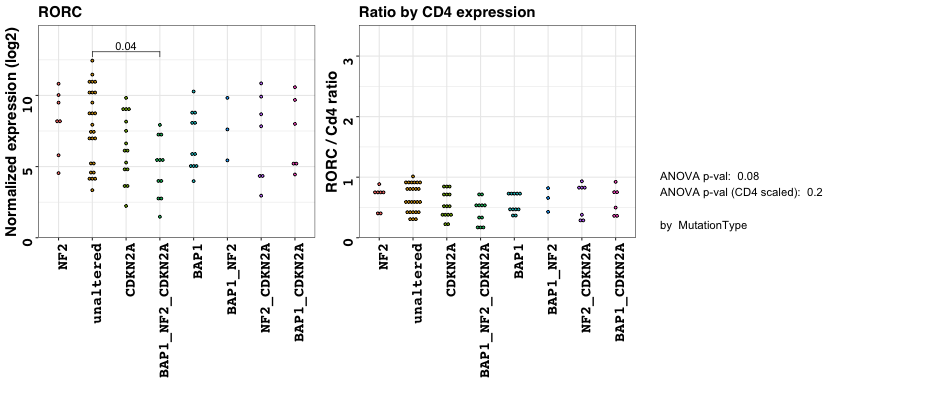 RORC
Normalized expression (log2)
0
5
10
0.04
NF2
unaltered
CDKN2A
BAP1_NF2_CDKN2A
BAP1
BAP1_NF2
NF2_CDKN2A
BAP1_CDKN2A
Ratio by CD4 expression
RORC / Cd4 ratio
0
1
2
3
NF2
unaltered
CDKN2A
BAP1_NF2_CDKN2A
BAP1
BAP1_NF2
NF2_CDKN2A
BAP1_CDKN2A
ANOVA p-val: 0.08
ANOVA p-val (CD4 scaled): 0.2
by MutationType